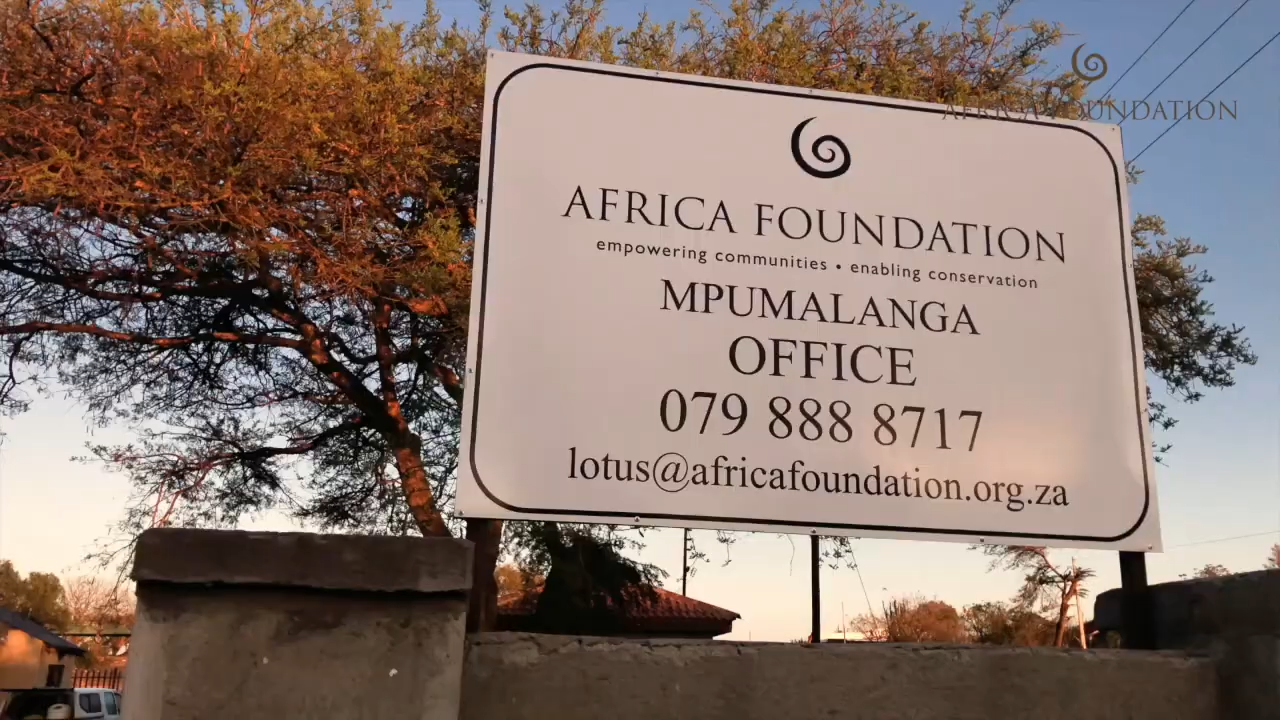 AFRICA FOUNDATION
AFRICA FOUNDATION
empowering communities • enabling conservation
MPUMALANGA
OFFICE
079 888 8717
lotus@africafoundation.org.za